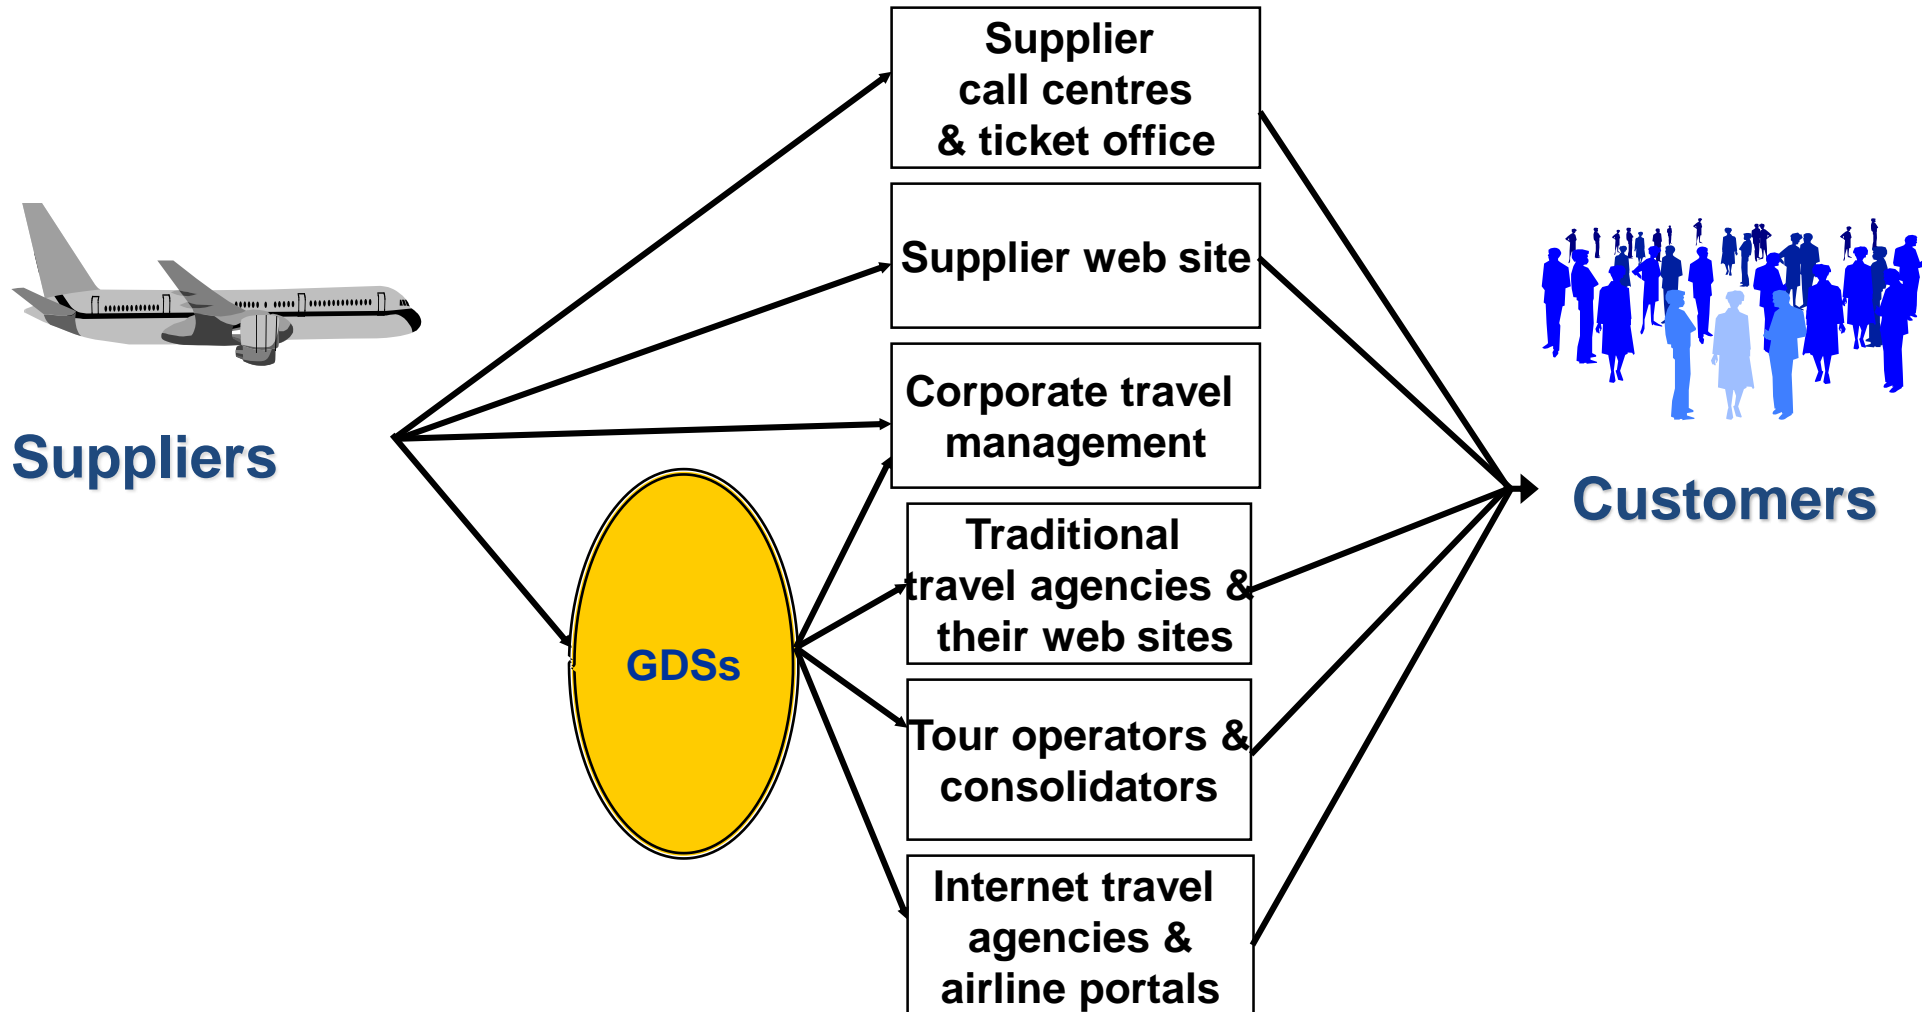 Supplier
call centres
& ticket office
Supplier web site
Corporate travel
management
Suppliers
Customers
GDSs
Traditional
travel agencies &
their web sites
Tour operators &
consolidators
Internet travel
agencies &
airline portals